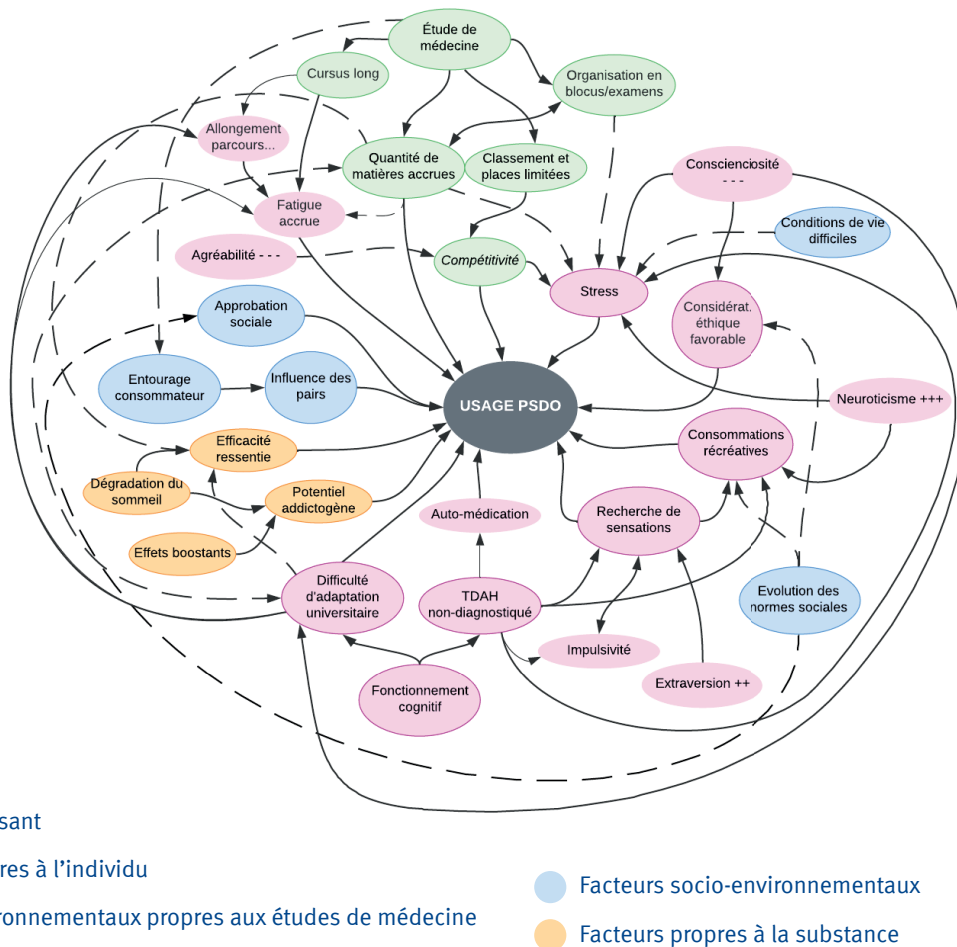 Étude de
médecine
Cursus long
Organisation en
blocus/examens
Allongement
parcours...
Quantité de
matières accrues
Classement et
places limitées
Conscienciosité
- - -
Fatigue
accrue
Conditions de vie
difficiles
Agréabilité - - -
Compétitivité
Stress
Considérat.
éthique
favorable
Approbation
sociale
Entourage
consommateur
Influence des
pairs
USAGE PSDO
Neuroticisme +++
Efficacité
ressentie
Consommations
récréatives
Dégradation du
sommeil
Potentiel
addictogène
Auto-médication
Recherche de
sensations
Effets boostants
Difficulté
d'adaptation
universitaire
TDAH
non-diagnostiqué
Evolution des
normes sociales
Impulsivité
Fonctionnement
cognitif
Extraversion ++
sant
res à l'individu
ronnementaux propres aux études de médecine
Facteurs socio-environnementaux
Facteurs propres à la substance